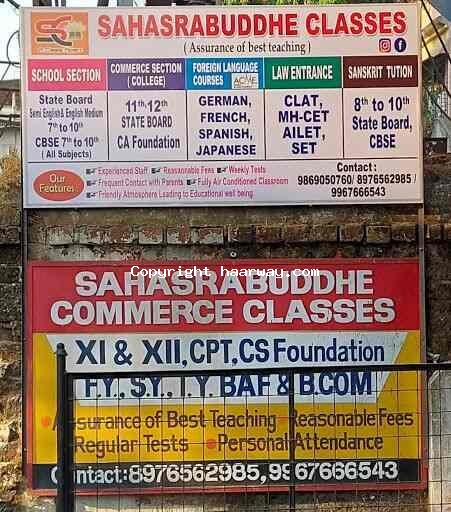 SAHASRABUDDHE CLASSES
( Assurance of best teaching )
SCHOOL SECTION
State Board
Semi English& English Medium
7th to 10th
CBSE 7th to 10th
( All Subjects)
COMMERCE SECTION
(COLLEGE)
11th,12th
STATE BOARD
CA Foundation
FOREIGN LANGUAGE
COURSES
ACME
GERMAN,
FRENCH,
SPANISH,
JAPANESE
LAW ENTRANCE
CLAT,
MH-CET
AILET,
SET
SANSKRIT TUTION
8th to 10th
State Board,
CBSE
Our
Features
Experienced Staff Reasonable Fees Weekly Tests
Frequent Contact with Parents Fully Air Conditioned Classroom
Friendly Atmosphere Leading to Educational well being.
Contact :
9869050760/ 8976562985 /
9967666543
Copyright haarway.com
SAHASRABUDDHE
COMMERCE CLASSES
XI & XII,CPT,CS Foundation
F.Y., S.Y., T.Y. BAF & B.COM
Assurance of Best Teaching Reasonable Fees
Regular Tests Personal Attendance
Contact: 8976562985,9967666543